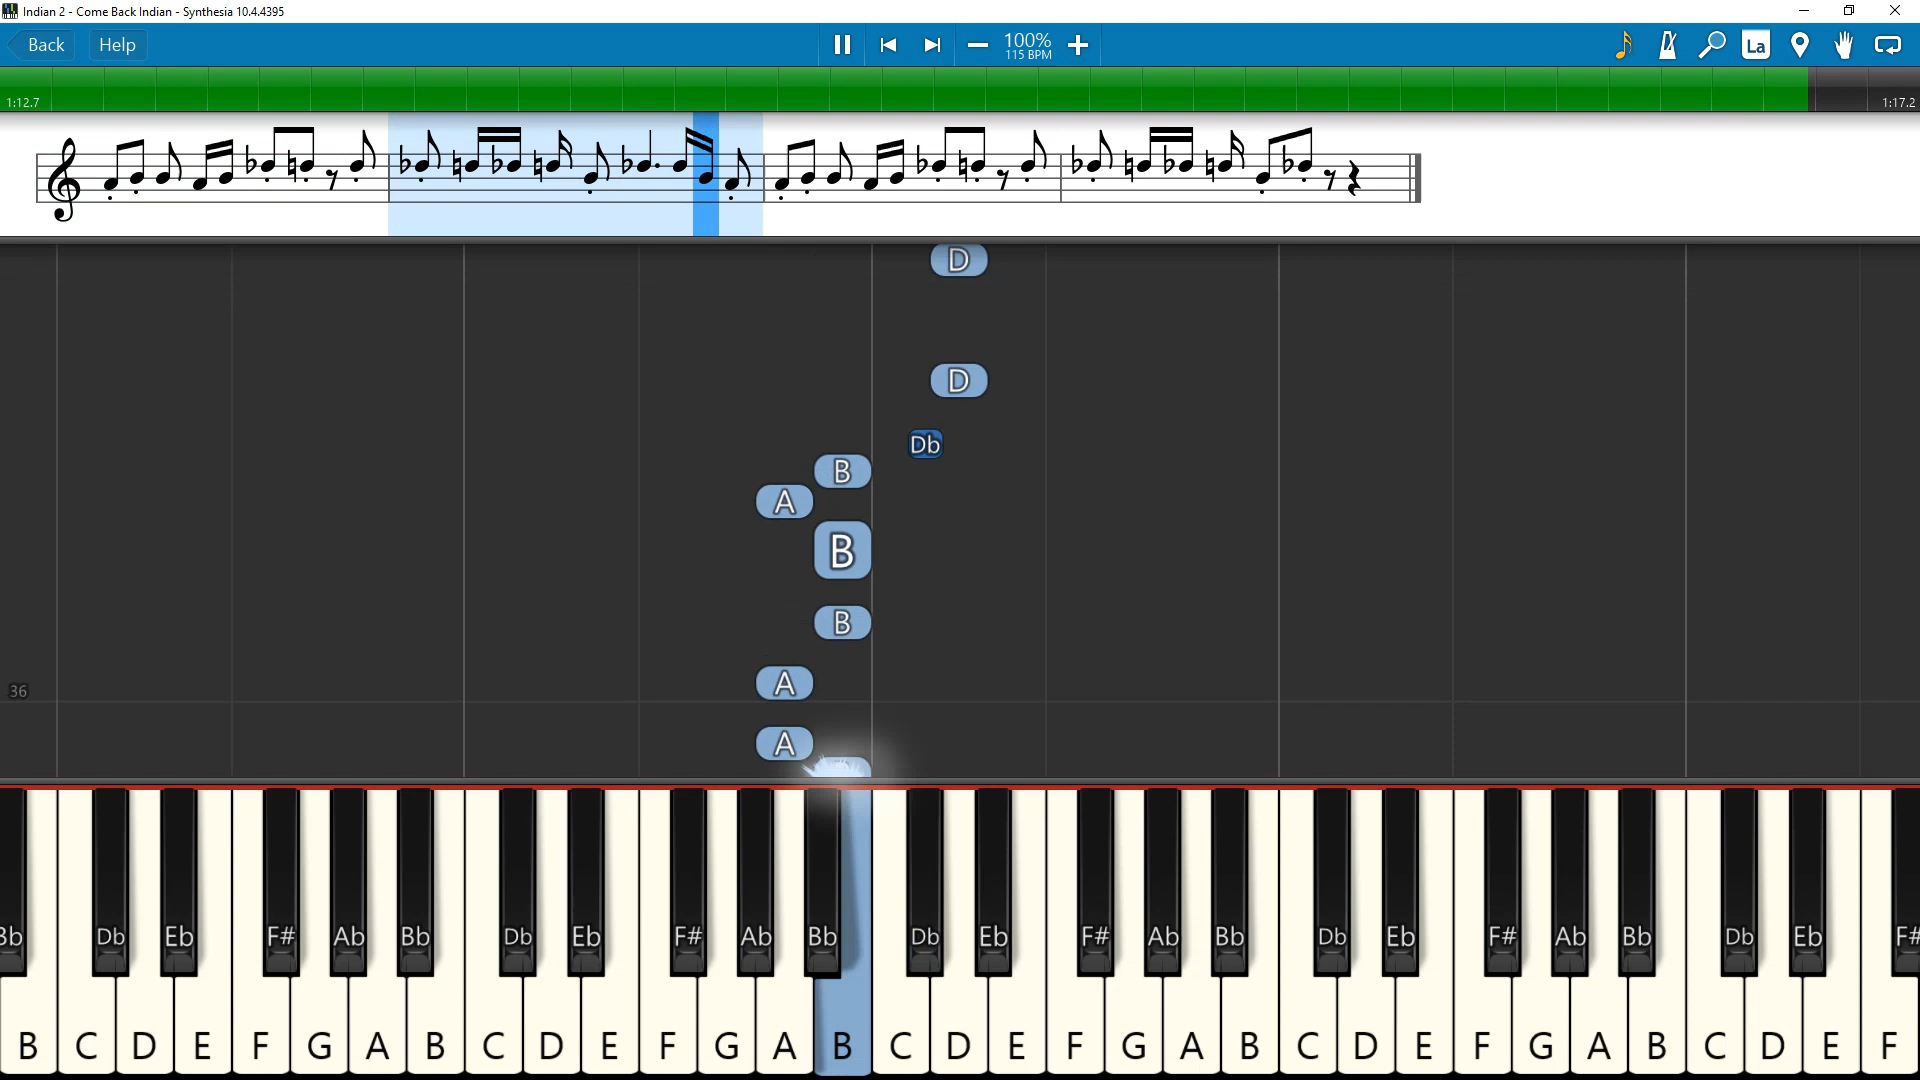 Indian 2 - Come Back Indian - Synthesia 10.4.4395
Back Help 100% La
115 BPM
1:12.7 1:17.2
D
D
Db
B
A
B
B
36
A
A
Bb Db Eb F# Ab Bb Db Eb F# Ab Bb Db Eb F# Ab Bb Db Eb F# Ab Bb Db Eb F#
B C D E F G A B C D E F G A B C D E F G A B C D E F G A B C D E F